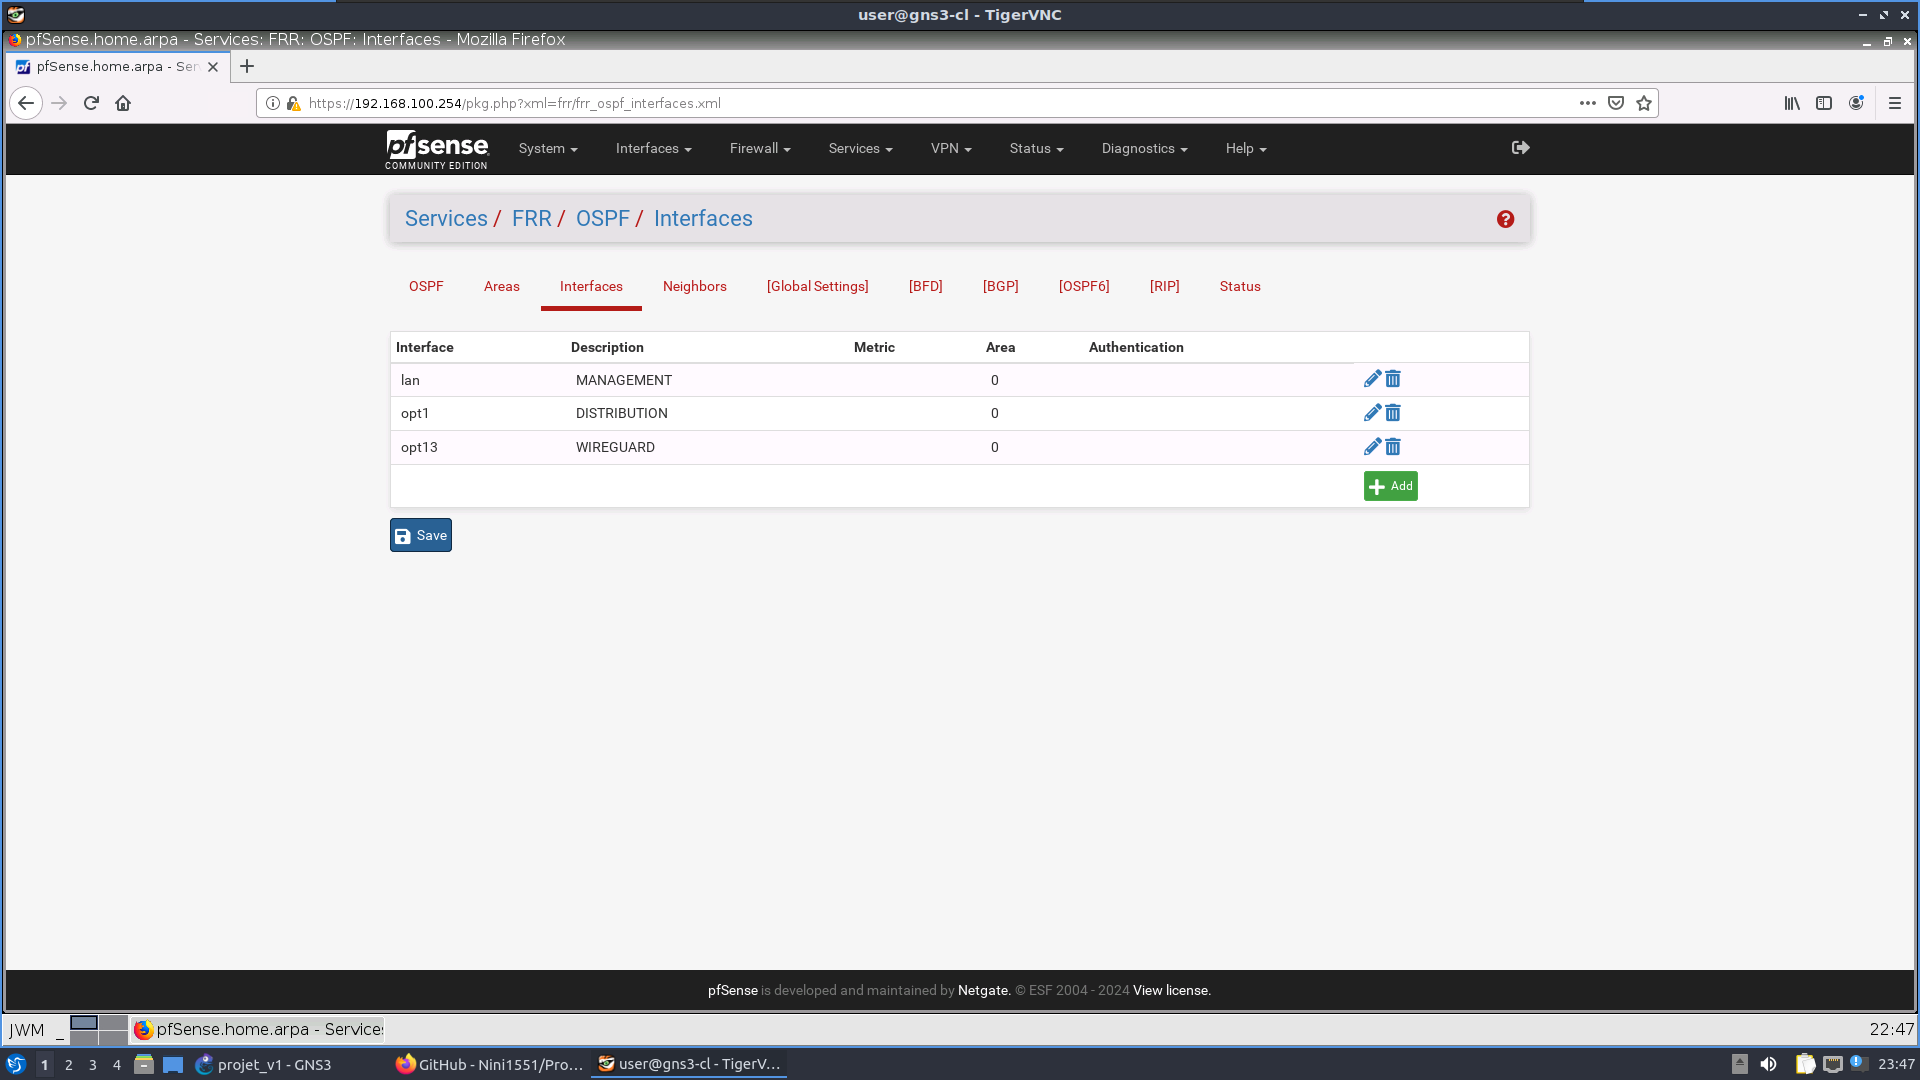 user@gns3-cl - TigerVNC
pfSense.home.arpa - Services: FRR: OSPF: Interfaces - Mozilla Firefox
pfSense.home.arpa - Ser
https://192.168.100.254/pkg.php?xml=frr/frr_ospf_interfaces.xml
pfsense COMMUNITY EDITION System Interfaces Firewall Services VPN Status Diagnostics Help
Services / FRR / OSPF / Interfaces
OSPF Areas Interfaces Neighbors [Global Settings] [BFD] [BGP] [OSPF6] [RIP] Status
Interface Description Metric Area Authentication
lan MANAGEMENT 0
opt1 DISTRIBUTION 0
opt13 WIREGUARD 0
Add
Save
pfSense is developed and maintained by Netgate. © ESF 2004 - 2024 View license.
JWM _ pfSense.home.arpa - Services 22:47
1 2 3 4 projet_v1 - GNS3 GitHub - Nini1551/Pro... user@gns3-cl - TigerV... 23:47